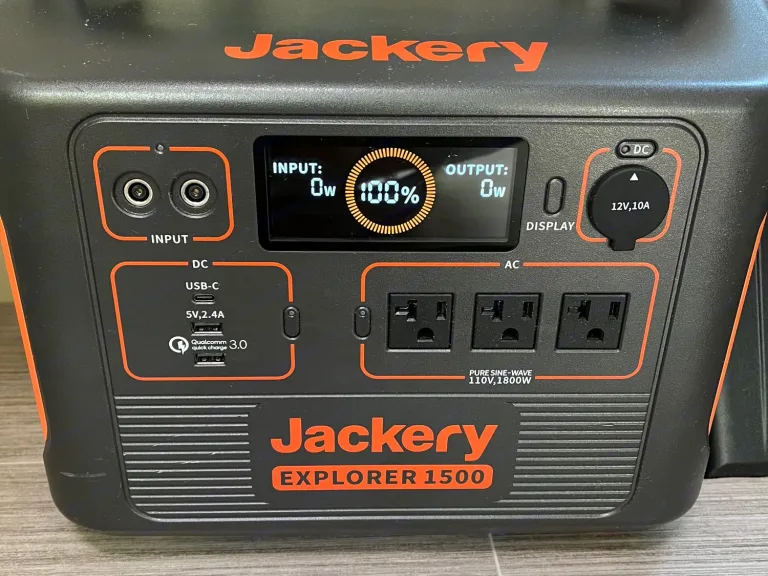 Jackery
INPUT:
0w
100%
OUTPUT:
0w
DISPLAY
DC
12V,10A
INPUT
DC
USB-C
5V,2.4A
Qualcomm
quick charge 3.0
AC
PURE SINE-WAVE
110V,1800W
Jackery
EXPLORER 1500